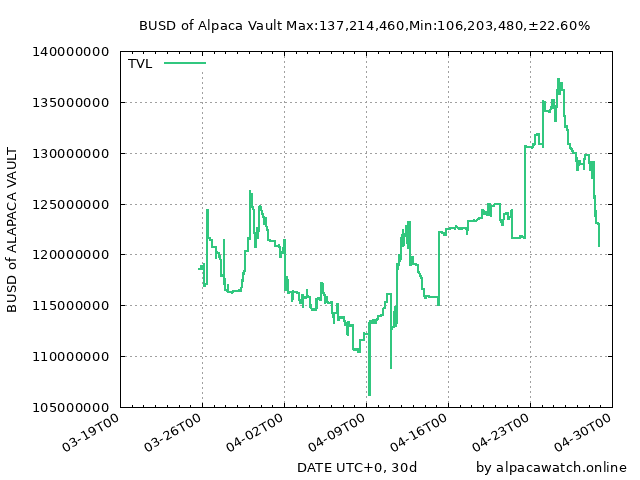 BUSD of Alpaca Vault Max:137,214,460,Min:106,203,480,±22.60%
140000000
TVL
135000000
130000000
125000000
120000000
115000000
110000000
105000000
BUSD of ALAPACA VAULT
03-19T00
03-26T00
04-02T00
04-09T00
04-16T00
04-23T00
04-30T00
DATE UTC+0, 30d
by alpacawatch.online